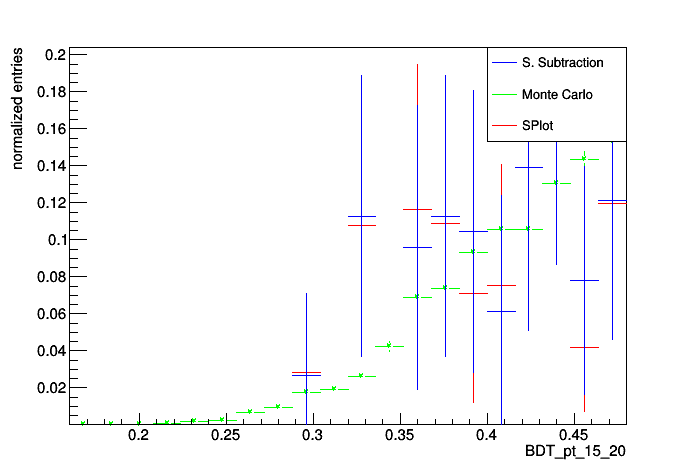 normalized entries
0.2
0.18
0.16
0.14
0.12
0.1
0.08
0.06
0.04
0.02
S. Subtraction
Monte Carlo
SPlot
0.2 0.25 0.3 0.35 0.4 0.45
BDT_pt_15_20